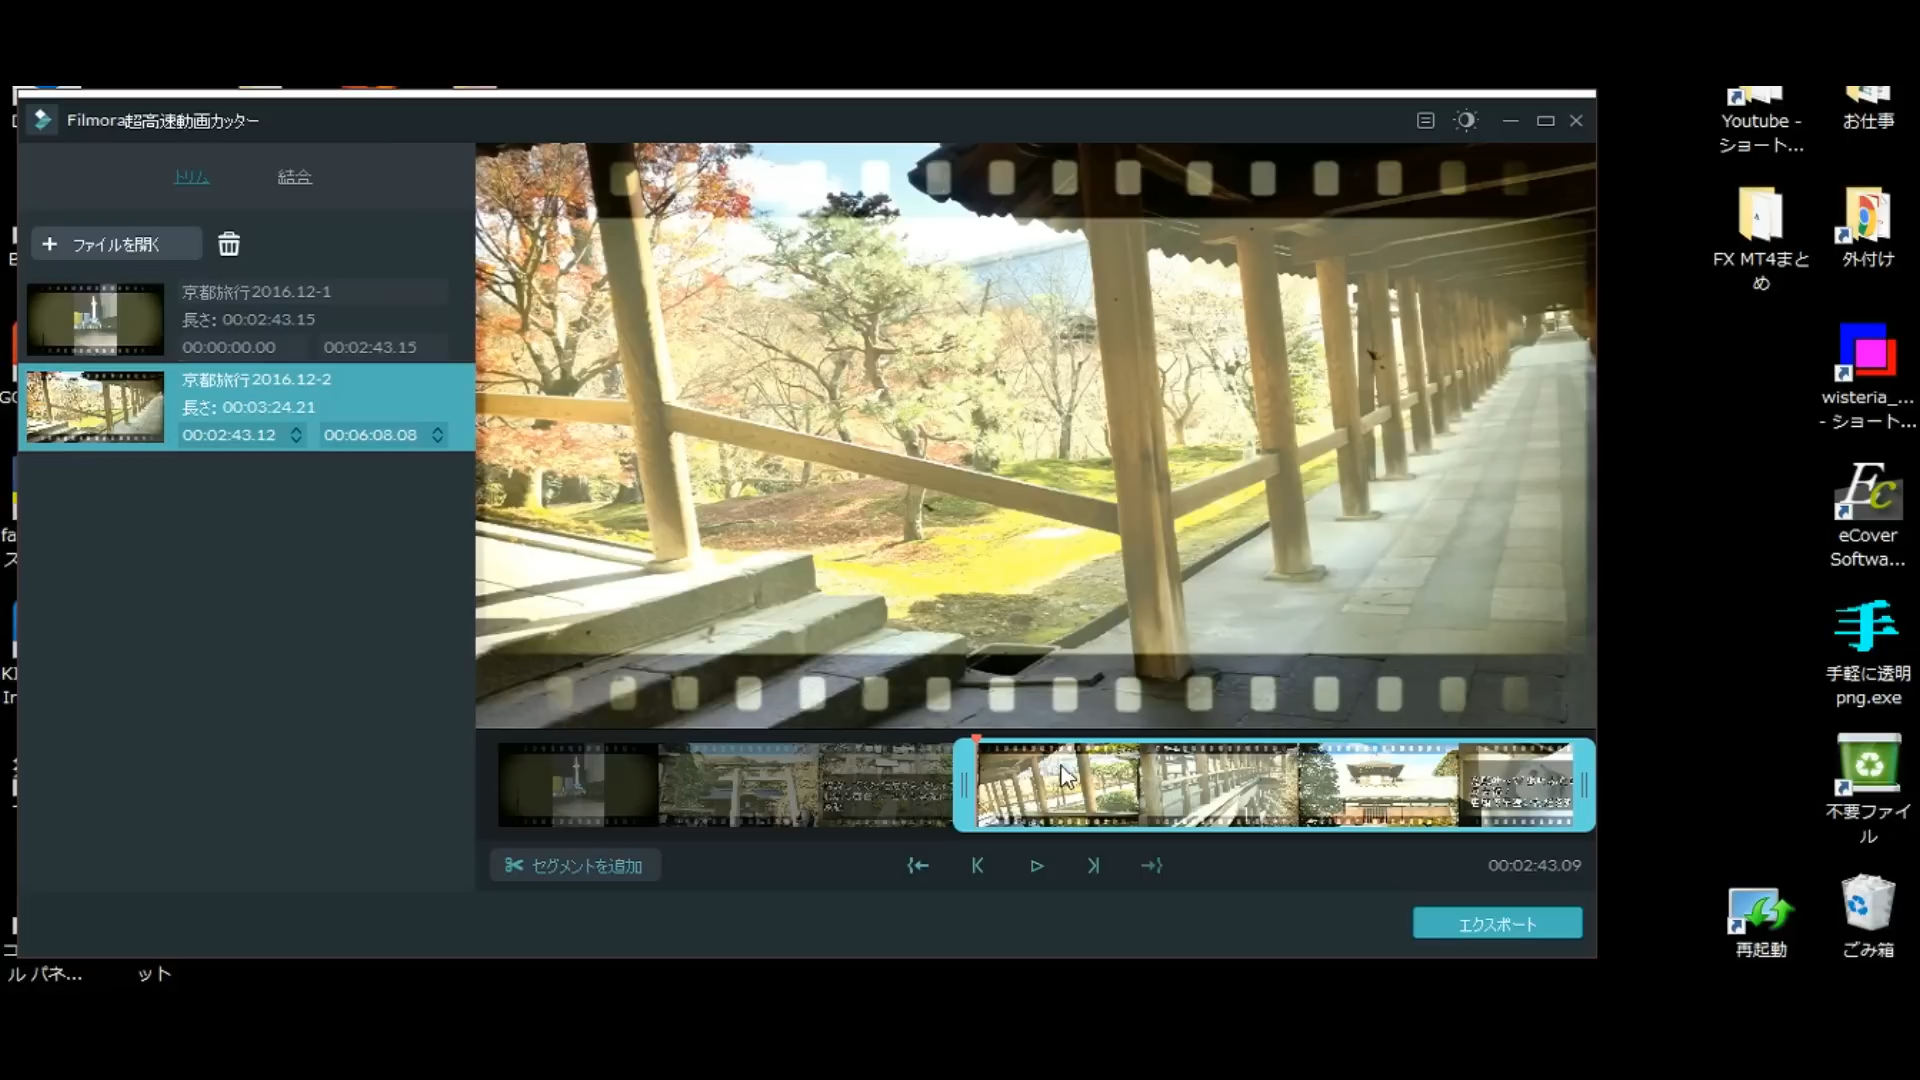 Filmora超高速動画カッター
トリム
結合
ファイルを開く
京都旅行2016.12-1
長さ: 00:02:43.15
00:00:00.00 00:02:43.15
京都旅行2016.12-2
長さ: 00:03:24.21
00:02:43.12 00:06:08.08
セグメントを追加
00:02:43.09
エクスポート
Youtube -
ショート...
お仕事
FX MT4まと
め
外付け
wisteria_...
- ショート...
eCover
Softwa...
手軽に透明
png.exe
不要ファイ
ル
再起動
ごみ箱
ル パネ...
ット